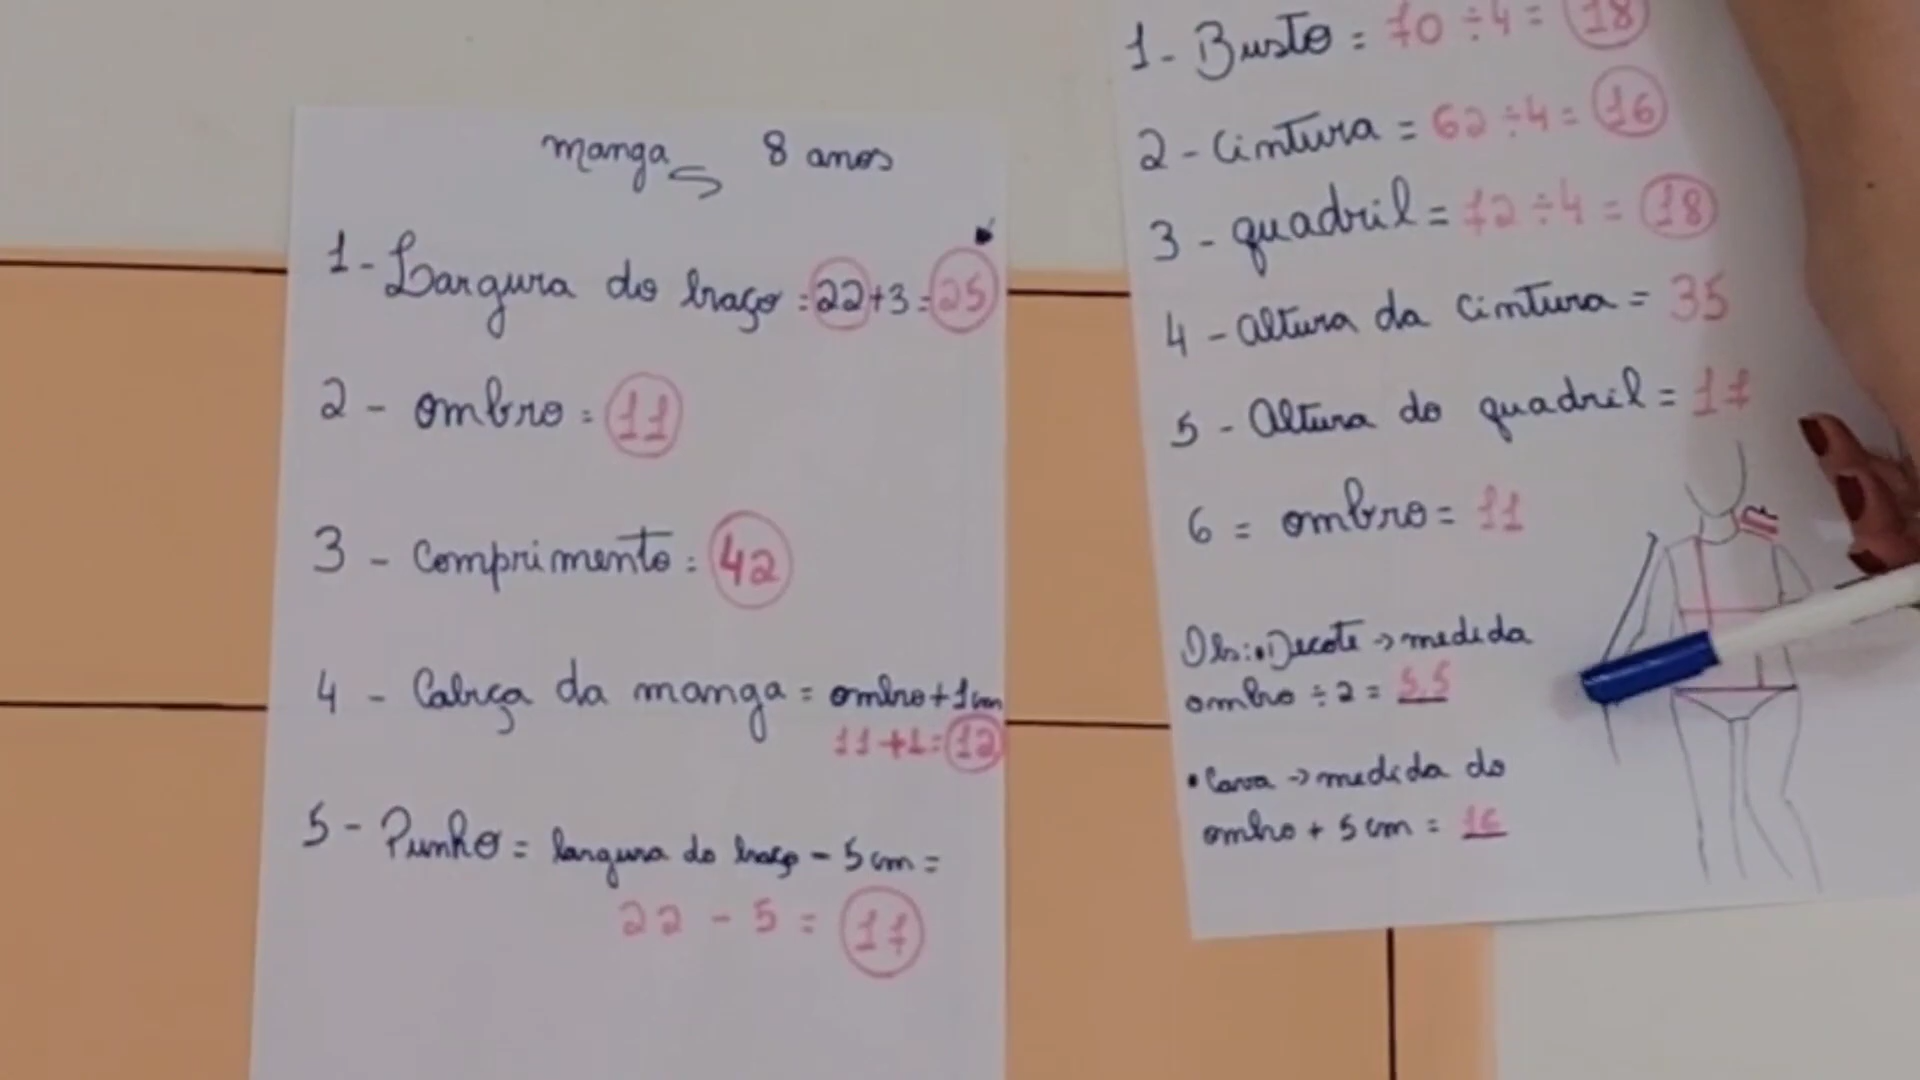 manga 8 anos
1 - Largura do braço = 22 + 3 = 25
2 - ombro = 11
3 - Comprimento = 42
4 - Cabeça da manga = ombro + 1cm
11 + 1 = 12
5 - Punho = largura do braço - 5cm =
22 - 5 = 17
1 - Busto = 70 ÷ 4 = 18
2 - Cintura = 62 ÷ 4 = 16
3 - quadril = 72 ÷ 4 = 18
4 - Altura da Cintura = 35
5 - Altura do quadril = 17
6 = ombro = 11
Obs: • Decote → medida
ombro ÷ 2 = 5,5
• Cava → medida do
ombro + 5 cm = 16